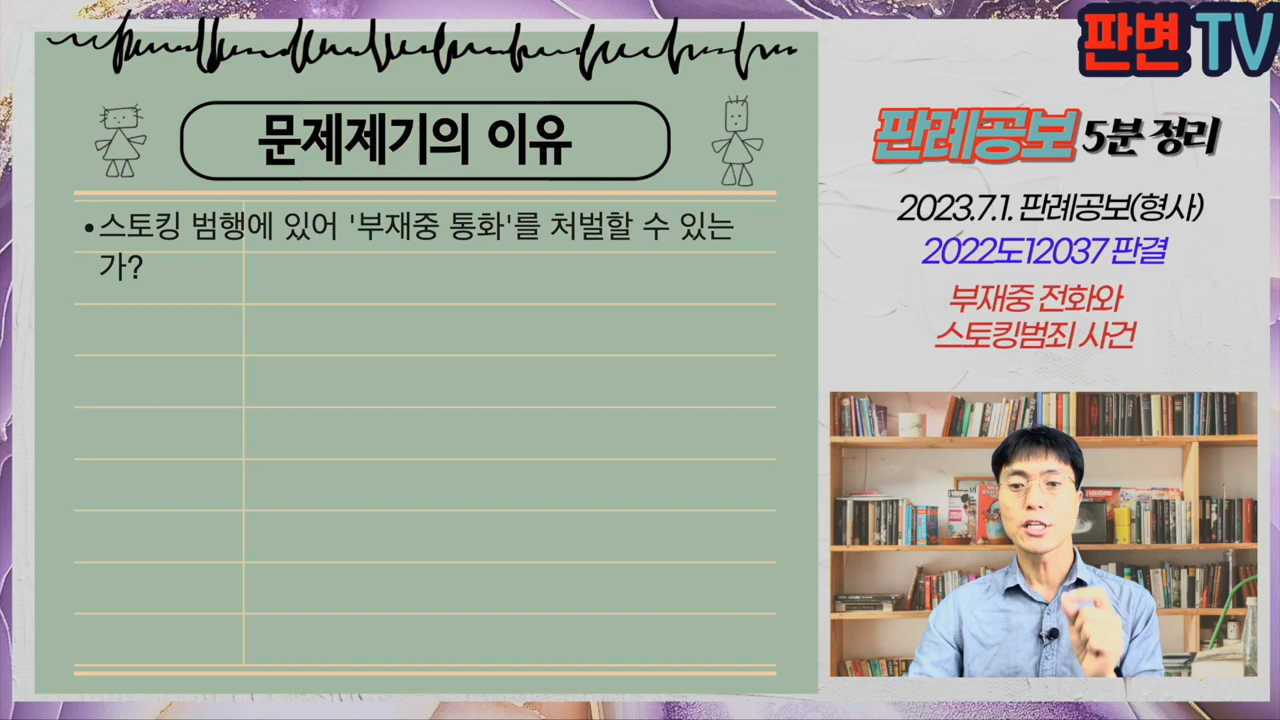 판변 TV
문제제기의 이유
•스토킹 범행에 있어 '부재중 통화'를 처벌할 수 있는
가?
판례공보 5분 정리
2023.7.1. 판례공보(형사)
2022도12037 판결
부재중 전화와
스토킹범죄 사건